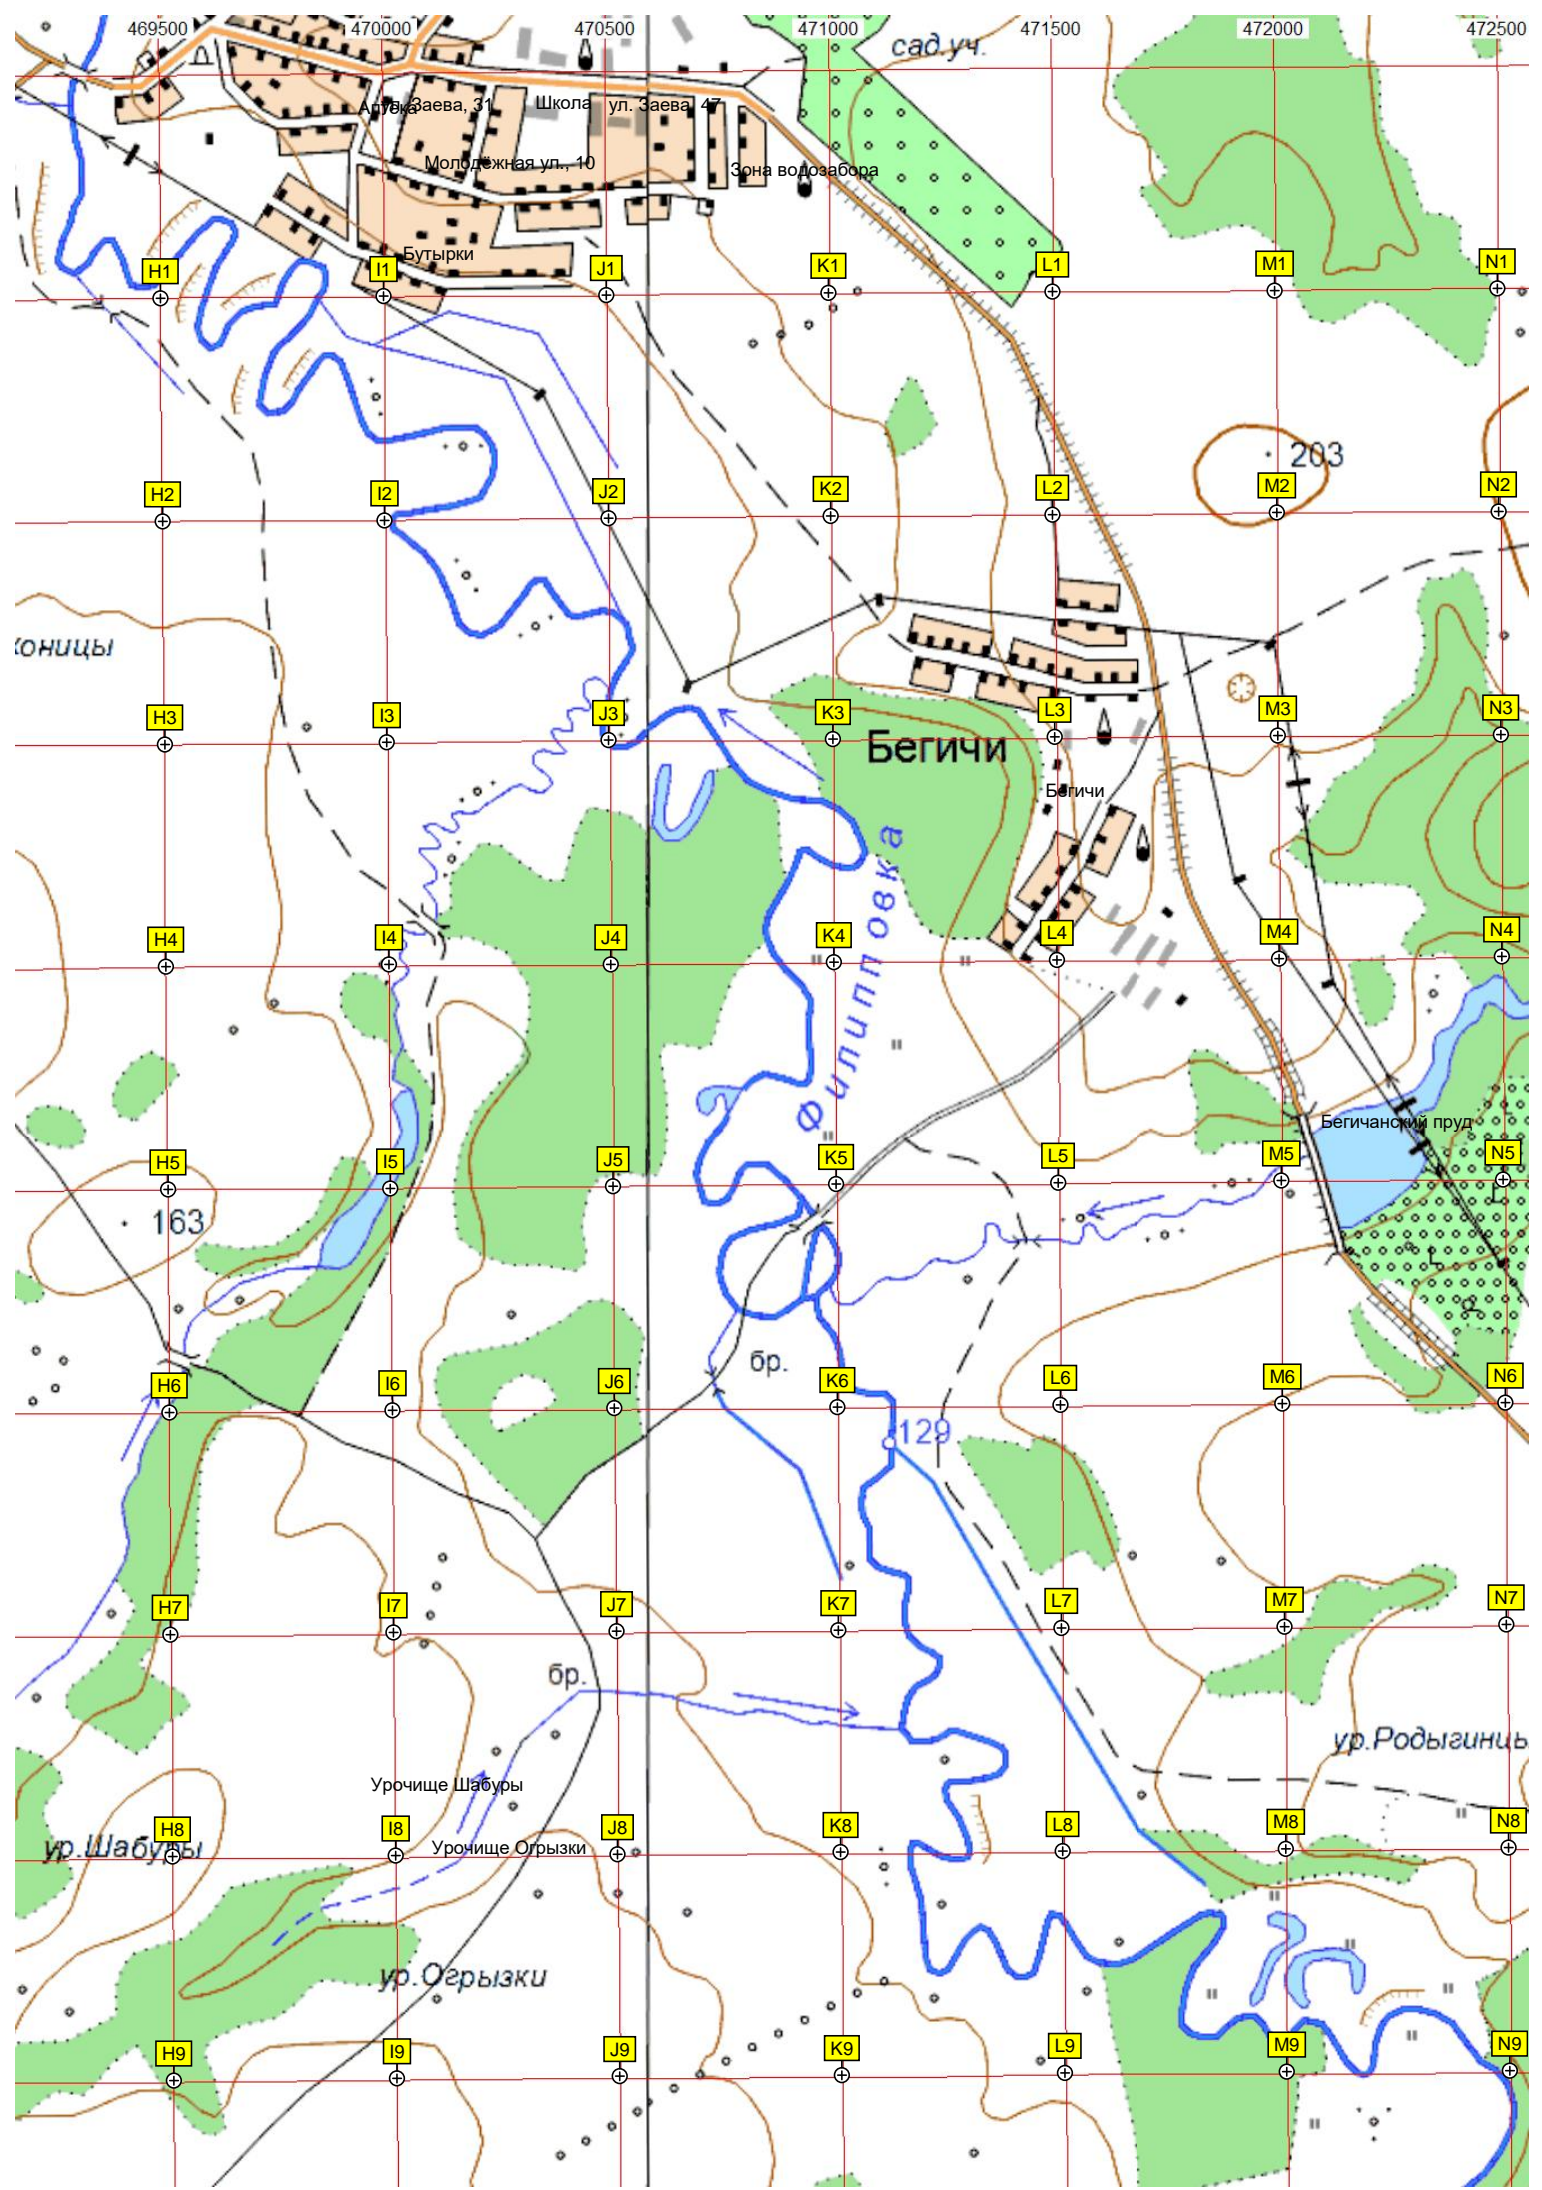 469500 470000 470500 471000 471500 472000 472500
сад.уч.
Аптека
Заева, 31
Школа
ул. Заева, 47
Молодёжная ул., 10
Зона водозабора
Бутырки
H1 I1 J1 K1 L1 M1 N1
203
H2 I2 J2 K2 L2 M2 N2
коницы
H3 I3 J3 K3 L3 M3 N3
Бегичи
Бегичи
Филипповка
H4 I4 J4 K4 L4 M4 N4
Бегичанский пруд
H5 I5 J5 K5 L5 M5 N5
163
бр.
H6 I6 J6 K6 L6 M6 N6
129
H7 I7 J7 K7 L7 M7 N7
бр.
ур.Родыгинцы
Урочище Шабуры
H8 I8 J8 K8 L8 M8 N8
ур.Шабуры
Урочище Огрызки
ур.Огрызки
H9 I9 J9 K9 L9 M9 N9